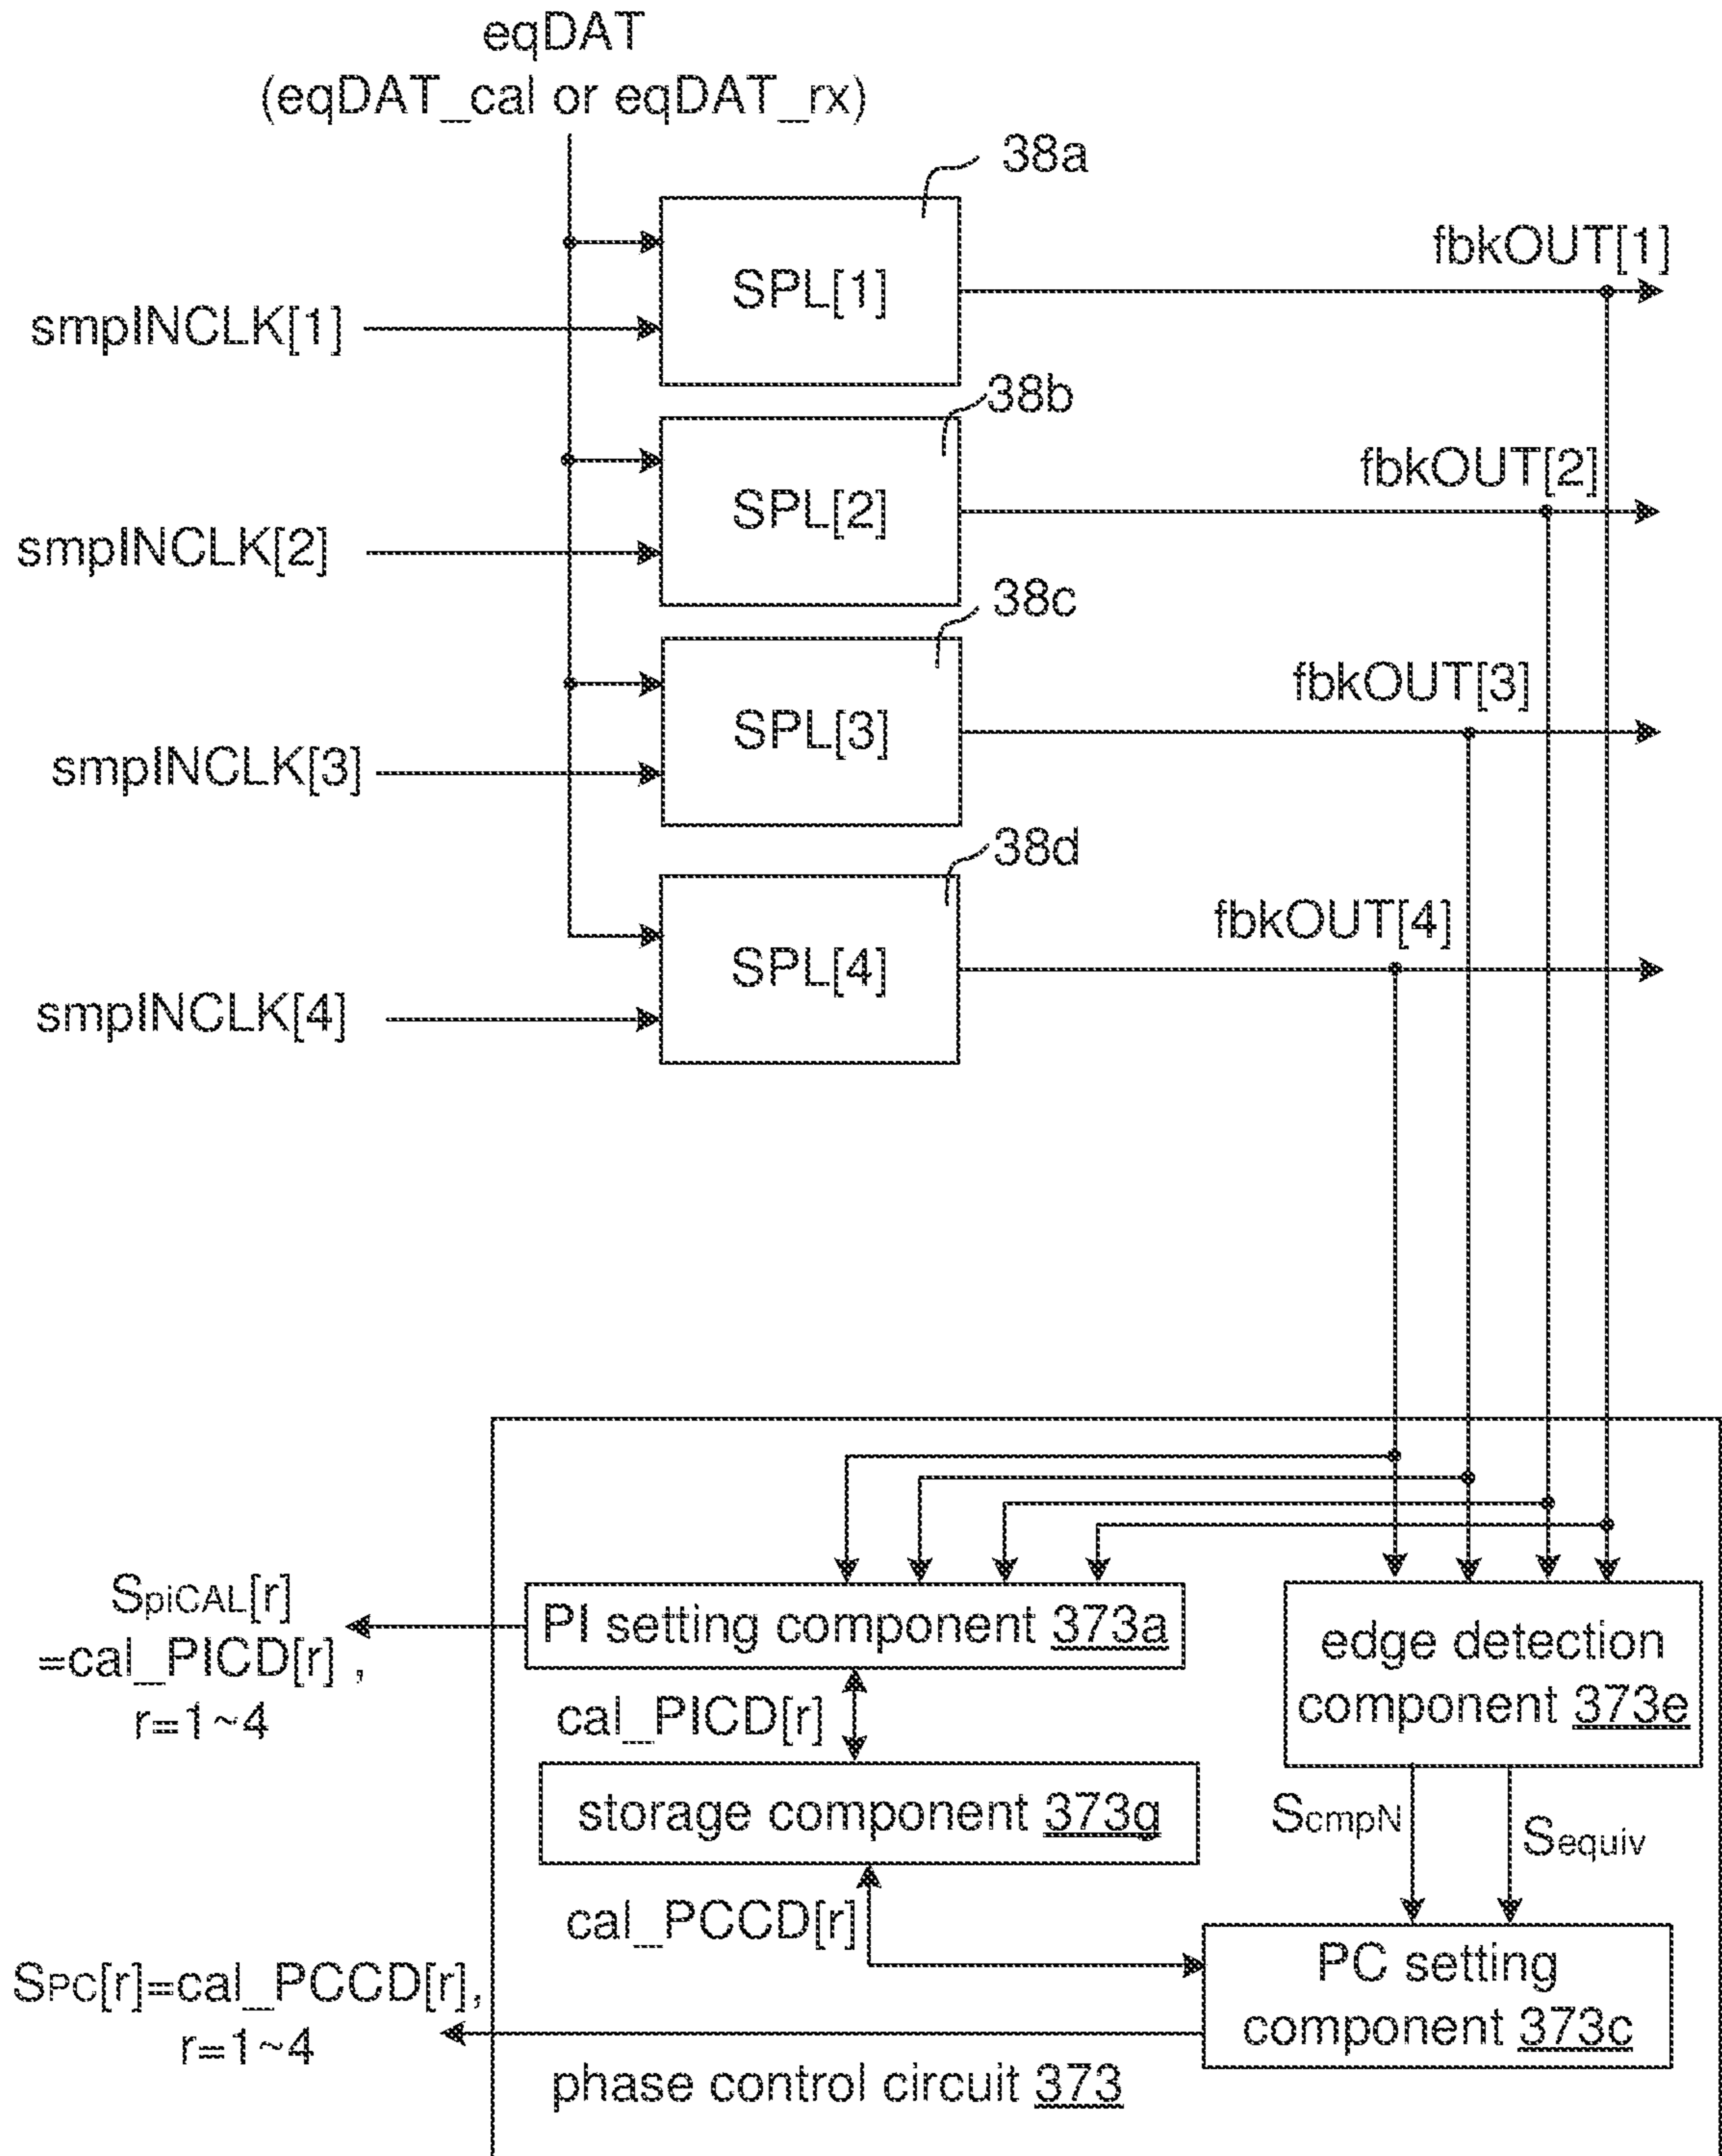 eqDAT
(eqDAT_cal or eqDAT_rx)
38a
SPL[1]
fbkOUT[1]
smpINCLK[1]
38b
SPL[2]
fbkOUT[2]
smpINCLK[2]
38c
SPL[3]
fbkOUT[3]
smpINCLK[3]
38d
SPL[4]
fbkOUT[4]
smpINCLK[4]
SpiCAL[r]
=cal_PICD[r] ,
r=1~4
PI setting component 373a
edge detection
component 373e
cal_PICD[r]
storage component 373g
ScmpN
Sequiv
cal_PCCD[r]
PC setting
component 373c
SPC[r]=cal_PCCD[r],
r=1~4
phase control circuit 373